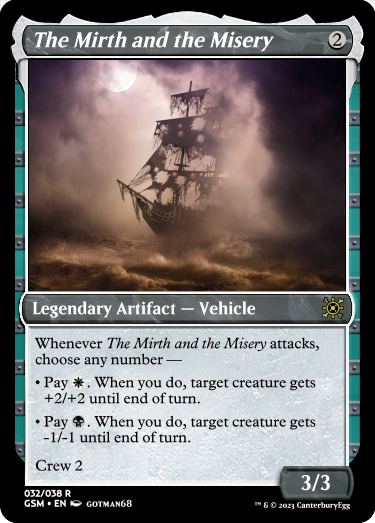 The Mirth and the Misery 2
Legendary Artifact — Vehicle
Whenever The Mirth and the Misery attacks,
choose any number —
• Pay . When you do, target creature gets
+2/+2 until end of turn.
• Pay . When you do, target creature gets
-1/-1 until end of turn.
Crew 2
3/3
032/038 R
GSM • EN GOTMAN68
™ & © 2023 CanterburyEgg